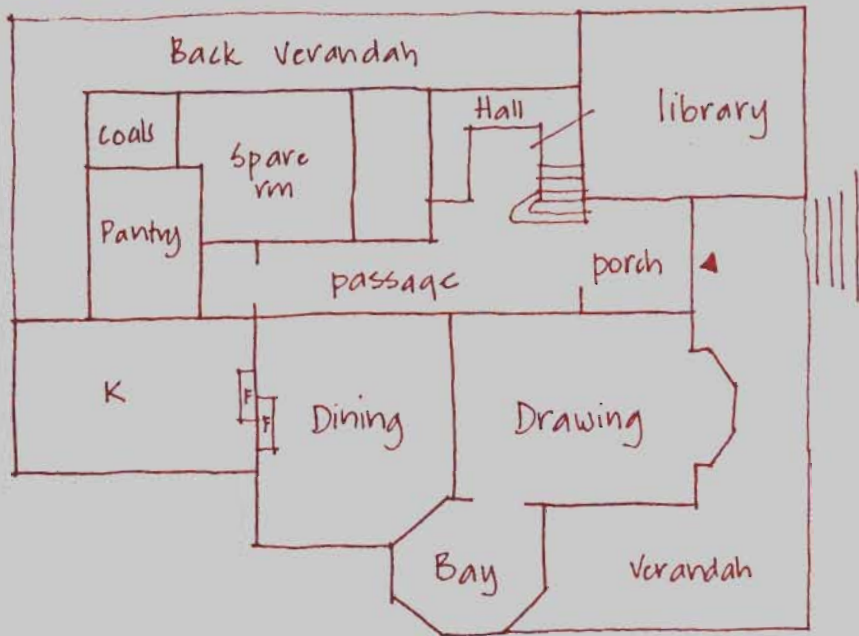 Back Verandah
Hall
library
coals
Spare
rm
Pantry
porch
passage
K
F
F
Dining
Drawing
Bay
Verandah